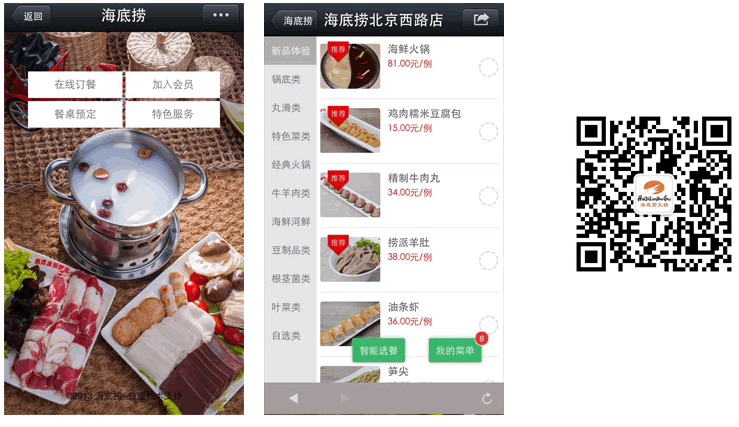 返回
海底捞
在线订餐
加入会员
餐桌预定
特色服务
©2013 海底捞
海底捞
海底捞北京西路店
新品体验
锅底类
丸滑类
特色菜类
经典火锅
牛羊肉类
海鲜河鲜
豆制品类
根茎菌类
叶菜类
自选类
推荐
海鲜火锅
81.00元/例
推荐
鸡肉糯米豆腐包
15.00元/例
推荐
精制牛肉丸
34.00元/例
推荐
捞派羊肚
38.00元/例
油条虾
36.00元/例
笋尖
智能选餐
我的菜单
8
海底捞火锅